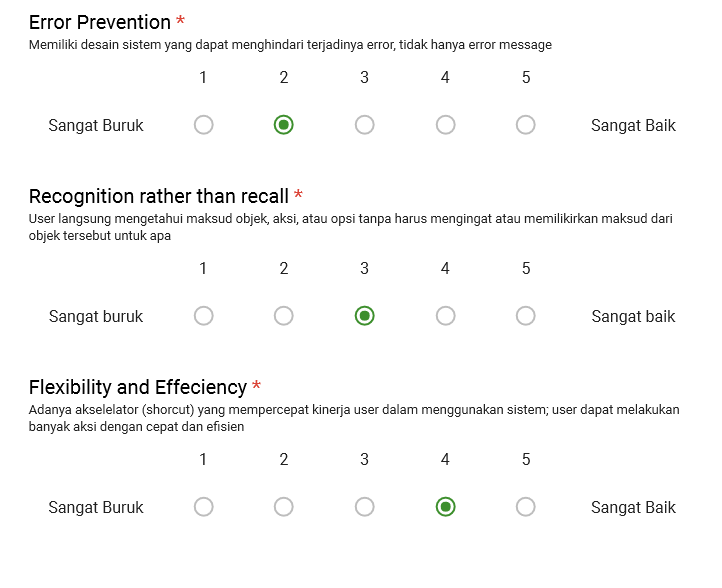 Error Prevention *
Memiliki desain sistem yang dapat menghindari terjadinya error, tidak hanya error message
1 2 3 4 5
Sangat Buruk Sangat Baik
Recognition rather than recall *
User langsung mengetahui maksud objek, aksi, atau opsi tanpa harus mengingat atau memilikirkan maksud dari
objek tersebut untuk apa
1 2 3 4 5
Sangat buruk Sangat baik
Flexibility and Effeciency *
Adanya akselelator (shorcut) yang mempercepat kinerja user dalam menggunakan sistem; user dapat melakukan
banyak aksi dengan cepat dan efisien
1 2 3 4 5
Sangat Buruk Sangat Baik